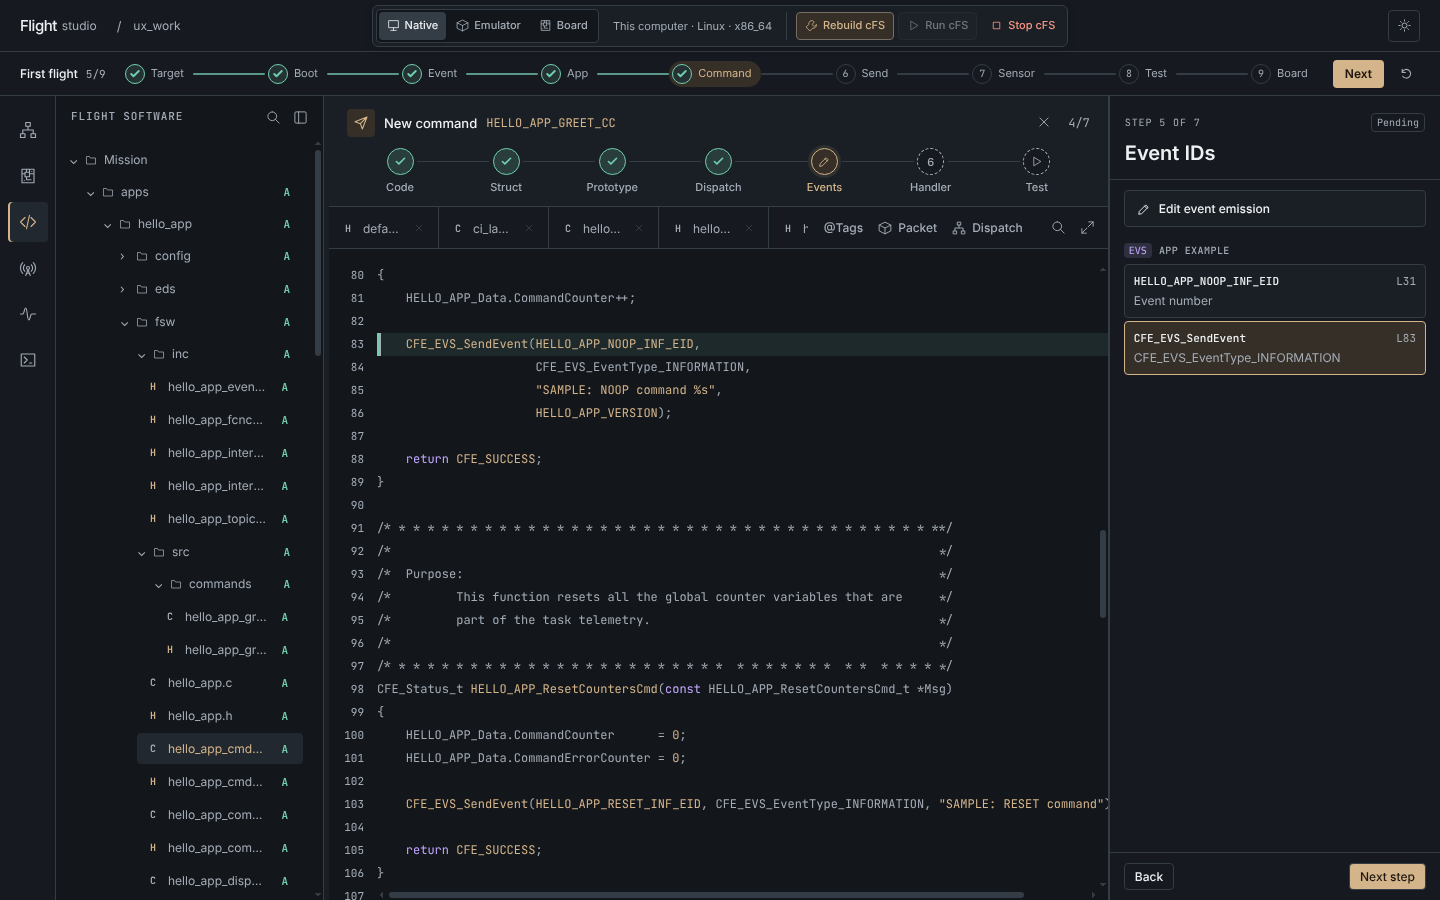 Flight studio / ux_work
Native Emulator Board This computer · Linux · x86_64 Rebuild cFS Run cFS Stop cFS
First flight 5/9 Target Boot Event App Command 6 Send 7 Sensor 8 Test 9 Board Next
FLIGHT SOFTWARE
Mission
apps A
hello_app A
config A
eds A
fsw A
inc A
H hello_app_even... A
H hello_app_fcnc... A
H hello_app_inter... A
H hello_app_inter... A
H hello_app_topic... A
src A
commands A
C hello_app_gr... A
H hello_app_gr... A
C hello_app.c A
H hello_app.h A
C hello_app_cmd... A
H hello_app_cmd... A
C hello_app_com... A
H hello_app_com... A
C hello_app_disp... A
New command HELLO_APP_GREET_CC 4/7
6
Code Struct Prototype Dispatch Events Handler Test
H defa... C ci_la... C hello... H hello... H @Tags Packet Dispatch
80 {
81 HELLO_APP_Data.CommandCounter++;
82
83 CFE_EVS_SendEvent(HELLO_APP_NOOP_INF_EID,
84 CFE_EVS_EventType_INFORMATION,
85 "SAMPLE: NOOP command %s",
86 HELLO_APP_VERSION);
87
88 return CFE_SUCCESS;
89 }
90
91 /* * * * * * * * * * * * * * * * * * * * * * * * * * * * * * * * * * * * * **/
92 /* */
93 /* Purpose: */
94 /* This function resets all the global counter variables that are */
95 /* part of the task telemetry. */
96 /* */
97 /* * * * * * * * * * * * * * * * * * * * * * * *  * * * * * * *  * *  * * * * */
98 CFE_Status_t HELLO_APP_ResetCountersCmd(const HELLO_APP_ResetCountersCmd_t *Msg)
99 {
100 HELLO_APP_Data.CommandCounter = 0;
101 HELLO_APP_Data.CommandErrorCounter = 0;
102
103 CFE_EVS_SendEvent(HELLO_APP_RESET_INF_EID, CFE_EVS_EventType_INFORMATION, "SAMPLE: RESET command")
104
105 return CFE_SUCCESS;
106 }
107
STEP 5 OF 7 Pending
Event IDs
Edit event emission
EVS APP EXAMPLE
HELLO_APP_NOOP_INF_EID L31
Event number
CFE_EVS_SendEvent L83
CFE_EVS_EventType_INFORMATION
Back Next step